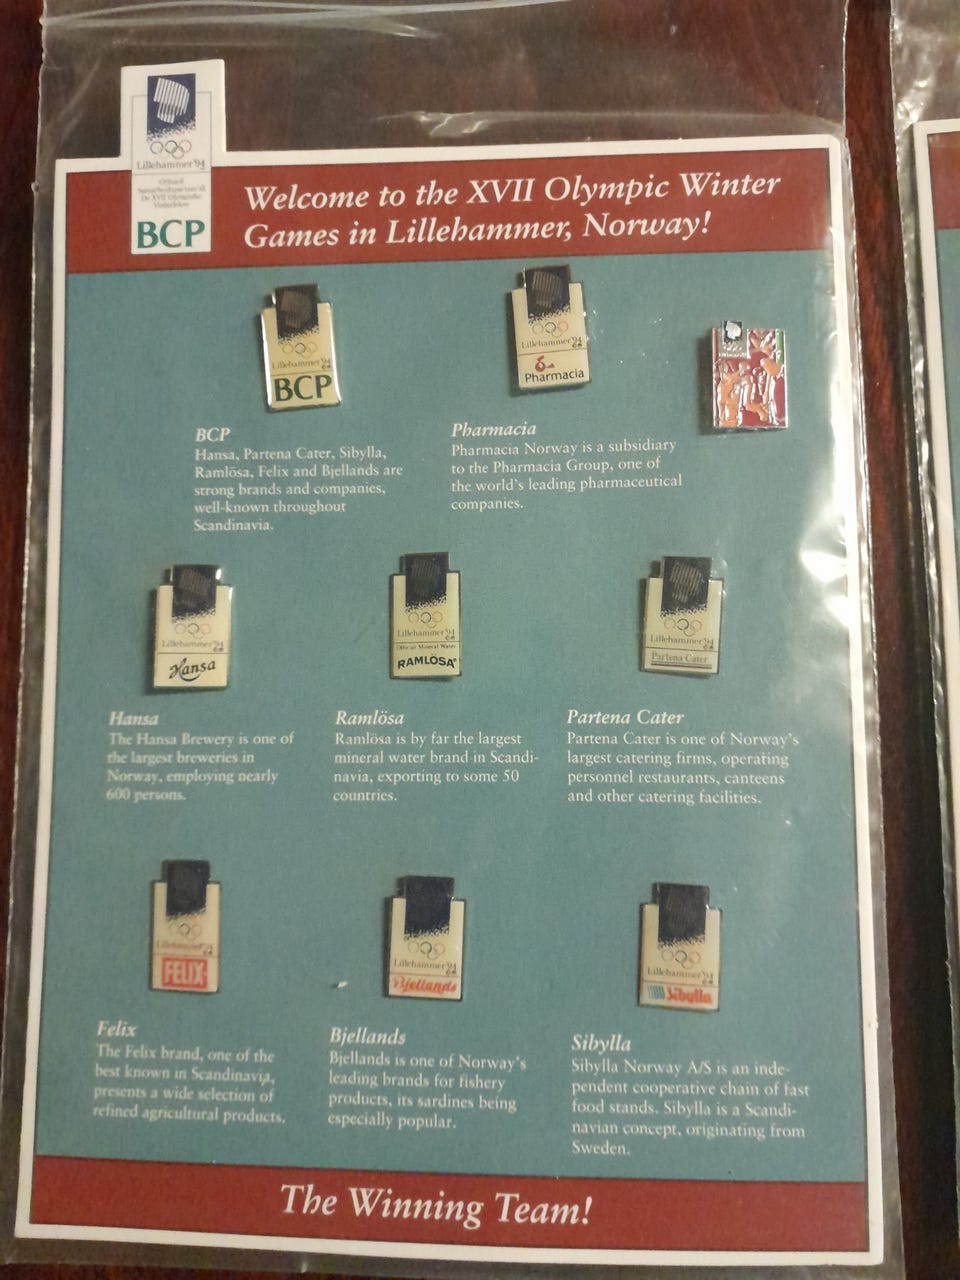 Lillehammer '94
BCP
Welcome to the XVII Olympic Winter
Games in Lillehammer, Norway!
Lillehammer '94
BCP
Lillehammer '94
Pharmacia
BCP
Hansa, Partena Cater, Sibylla,
Ramlösa, Felix and Bjellands are
strong brands and companies,
well-known throughout
Scandinavia.
Pharmacia
Pharmacia Norway is a subsidiary
to the Pharmacia Group, one of
the world's leading pharmaceutical
companies.
Lillehammer '94
Hansa
Lillehammer '94
Official Mineral Water
RAMLÖSA
Lillehammer '94
Partena Cater
Hansa
The Hansa Brewery is one of
the largest breweries in
Norway, employing nearly
600 persons.
Ramlösa
Ramlösa is by far the largest
mineral water brand in Scandi-
navia, exporting to some 50
countries.
Partena Cater
Partena Cater is one of Norway's
largest catering firms, operating
personnel restaurants, canteens
and other catering facilities.
Lillehammer '94
FELIX
Lillehammer '94
Bjellands
Lillehammer '94
Sibylla
Felix
The Felix brand, one of the
best known in Scandinavia,
presents a wide selection of
refined agricultural products.
Bjellands
Bjellands is one of Norway's
leading brands for fishery
products, its sardines being
especially popular.
Sibylla
Sibylla Norway A/S is an inde-
pendent cooperative chain of fast
food stands. Sibylla is a Scandi-
navian concept, originating from
Sweden.
The Winning Team!